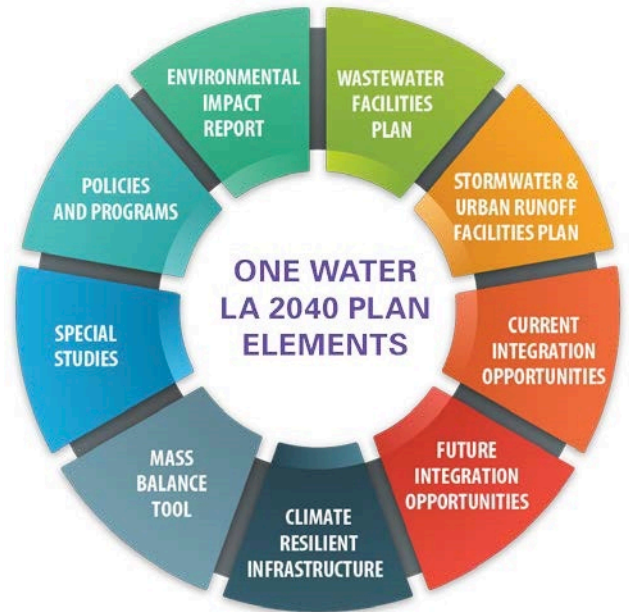 ONE WATER
LA 2040 PLAN
ELEMENTS
WASTEWATER
FACILITIES
PLAN
STORMWATER &
URBAN RUNOFF
FACILITIES PLAN
CURRENT
INTEGRATION
OPPORTUNITIES
FUTURE
INTEGRATION
OPPORTUNITIES
CLIMATE
RESILIENT
INFRASTRUCTURE
MASS
BALANCE
TOOL
SPECIAL
STUDIES
POLICIES
AND PROGRAMS
ENVIRONMENTAL
IMPACT
REPORT